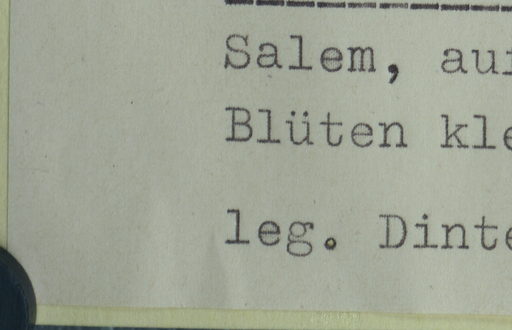 Salem, au
Blüten kle
leg. Dinte